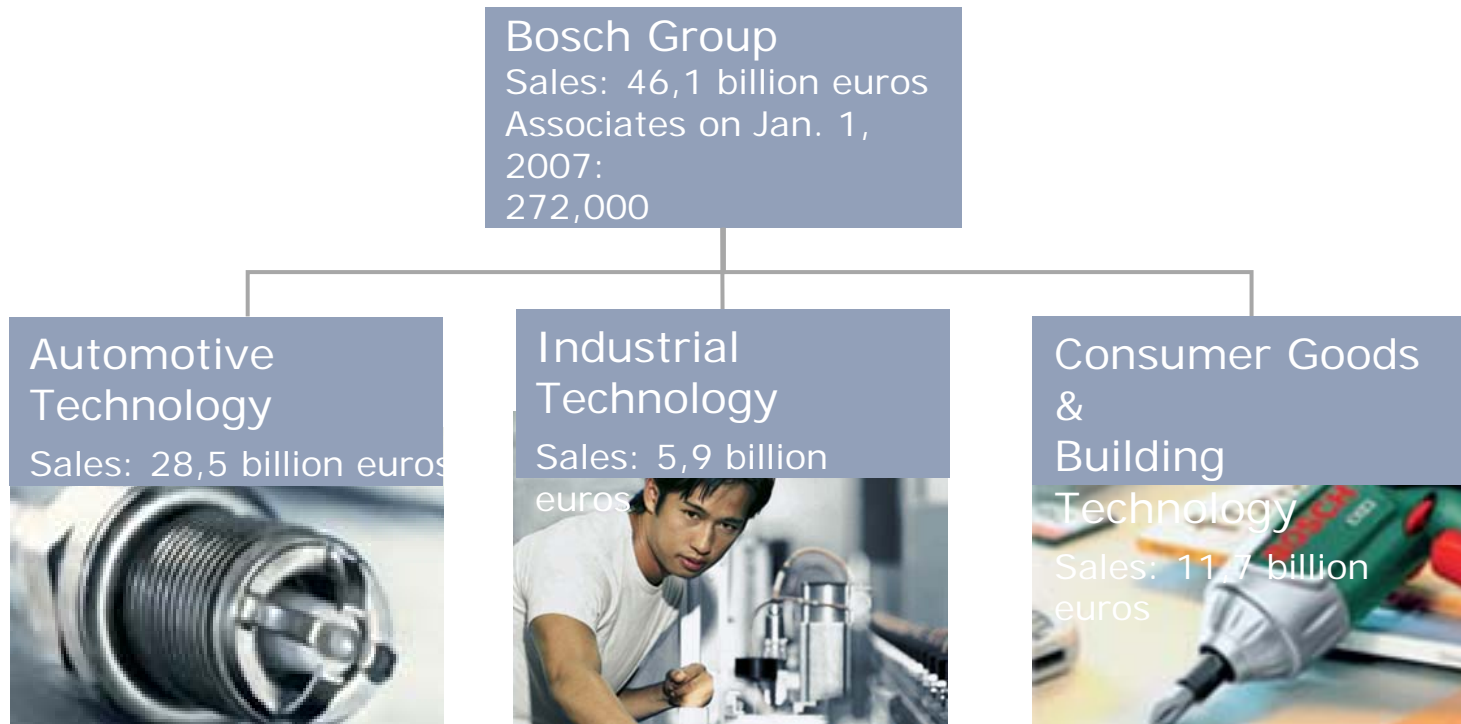 Bosch Group
Sales: 46,1 billion euros
Associates on Jan. 1,
2007:
272,000
Automotive
Technology
Sales: 28,5 billion euros
Industrial
Technology
Sales: 5,9 billion
euros
Consumer Goods
&
Building
Technology
Sales: 11,7 billion
euros
BOSCH